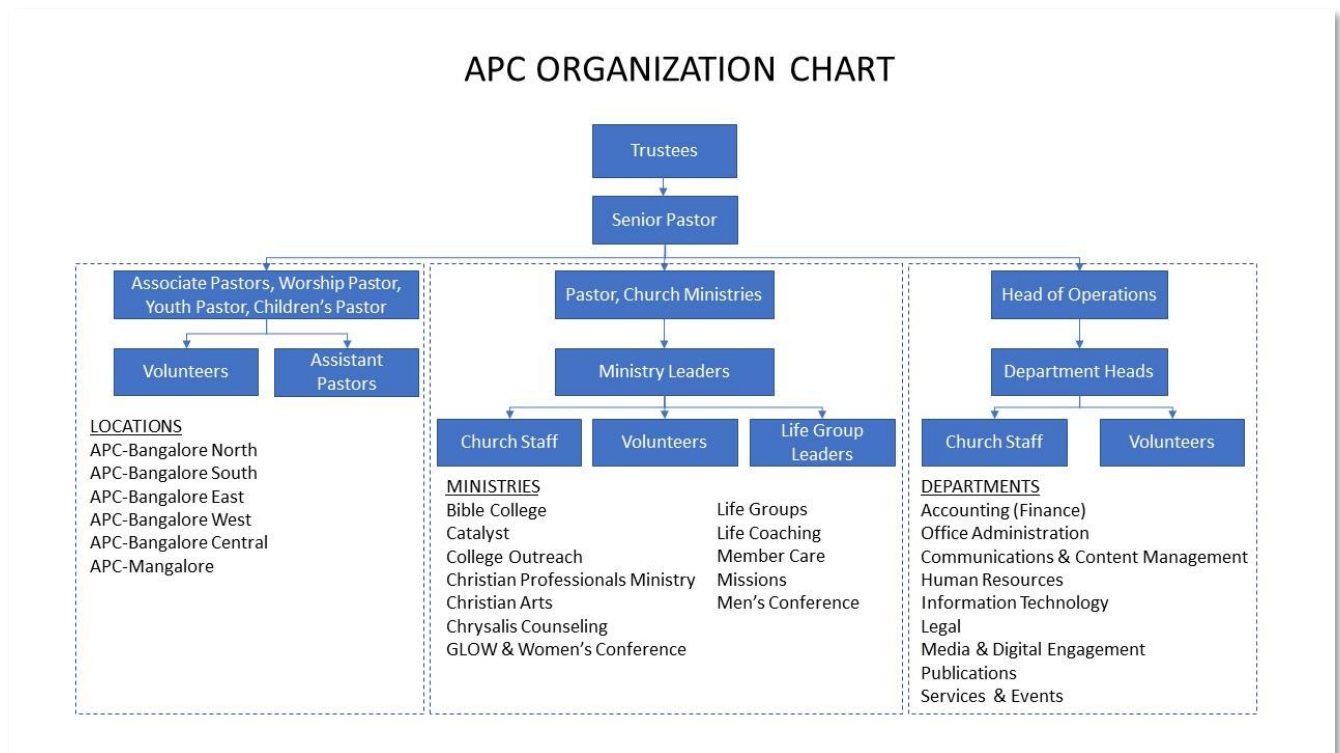 APC ORGANIZATION CHART
Trustees
Senior Pastor
Associate Pastors, Worship Pastor,
Youth Pastor, Children’s Pastor
Volunteers
Assistant
Pastors
LOCATIONS
APC-Bangalore North
APC-Bangalore South
APC-Bangalore East
APC-Bangalore West
APC-Bangalore Central
APC-Mangalore
Pastor, Church Ministries
Ministry Leaders
Church Staff
Volunteers
Life Group
Leaders
MINISTRIES
Bible College
Catalyst
College Outreach
Christian Professionals Ministry
Christian Arts
Chrysalis Counseling
GLOW & Women’s Conference
Life Groups
Life Coaching
Member Care
Missions
Men’s Conference
Head of Operations
Department Heads
Church Staff
Volunteers
DEPARTMENTS
Accounting (Finance)
Office Administration
Communications & Content Management
Human Resources
Information Technology
Legal
Media & Digital Engagement
Publications
Services & Events